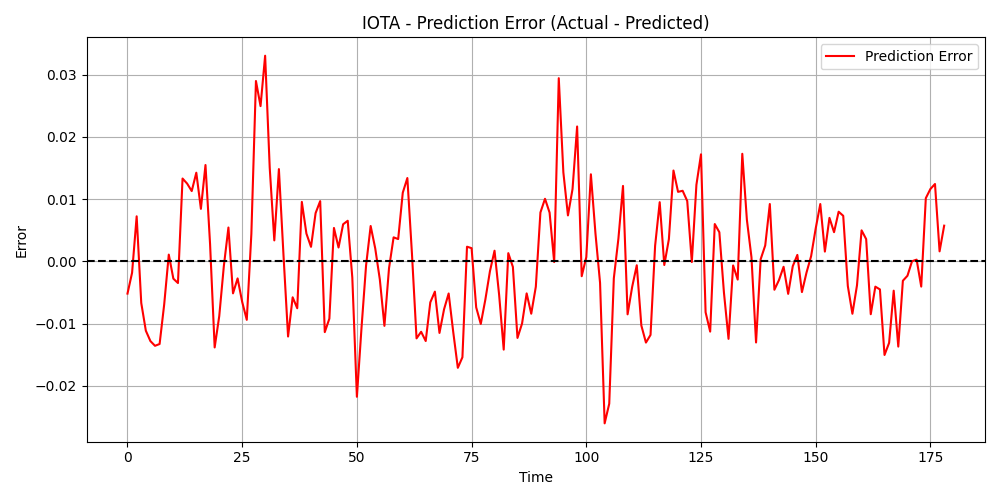 IOTA - Prediction Error (Actual - Predicted)
Prediction Error
0.03
0.02
0.01
0.00
−0.01
−0.02
Error
0 25 50 75 100 125 150 175
Time